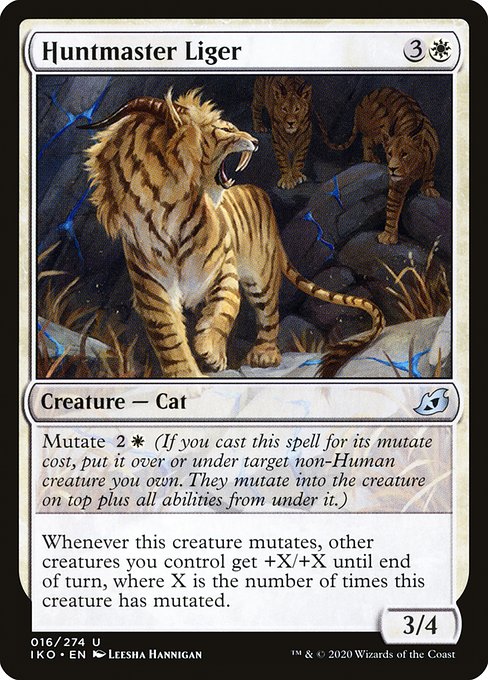 Huntmaster Liger 3
Creature — Cat
Mutate 2 (If you cast this spell for its mutate
cost, put it over or under target non-Human
creature you own. They mutate into the creature
on top plus all abilities from under it.)
Whenever this creature mutates, other
creatures you control get +X/+X until end
of turn, where X is the number of times this
creature has mutated.
3/4
016/274 U
IKO • EN Leesha Hannigan ™ & © 2020 Wizards of the Coast